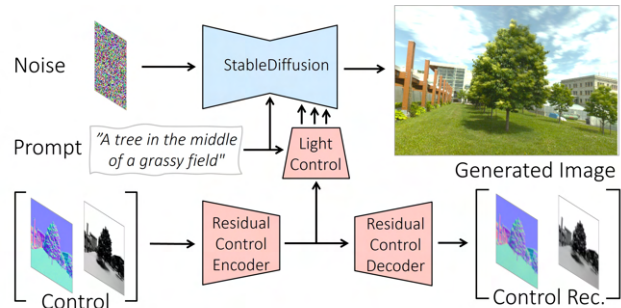 Noise
StableDiffusion
Prompt
"A tree in the middle
of a grassy field"
Light
Control
Generated Image
Residual
Control
Encoder
Residual
Control
Decoder
Control
Control Rec.